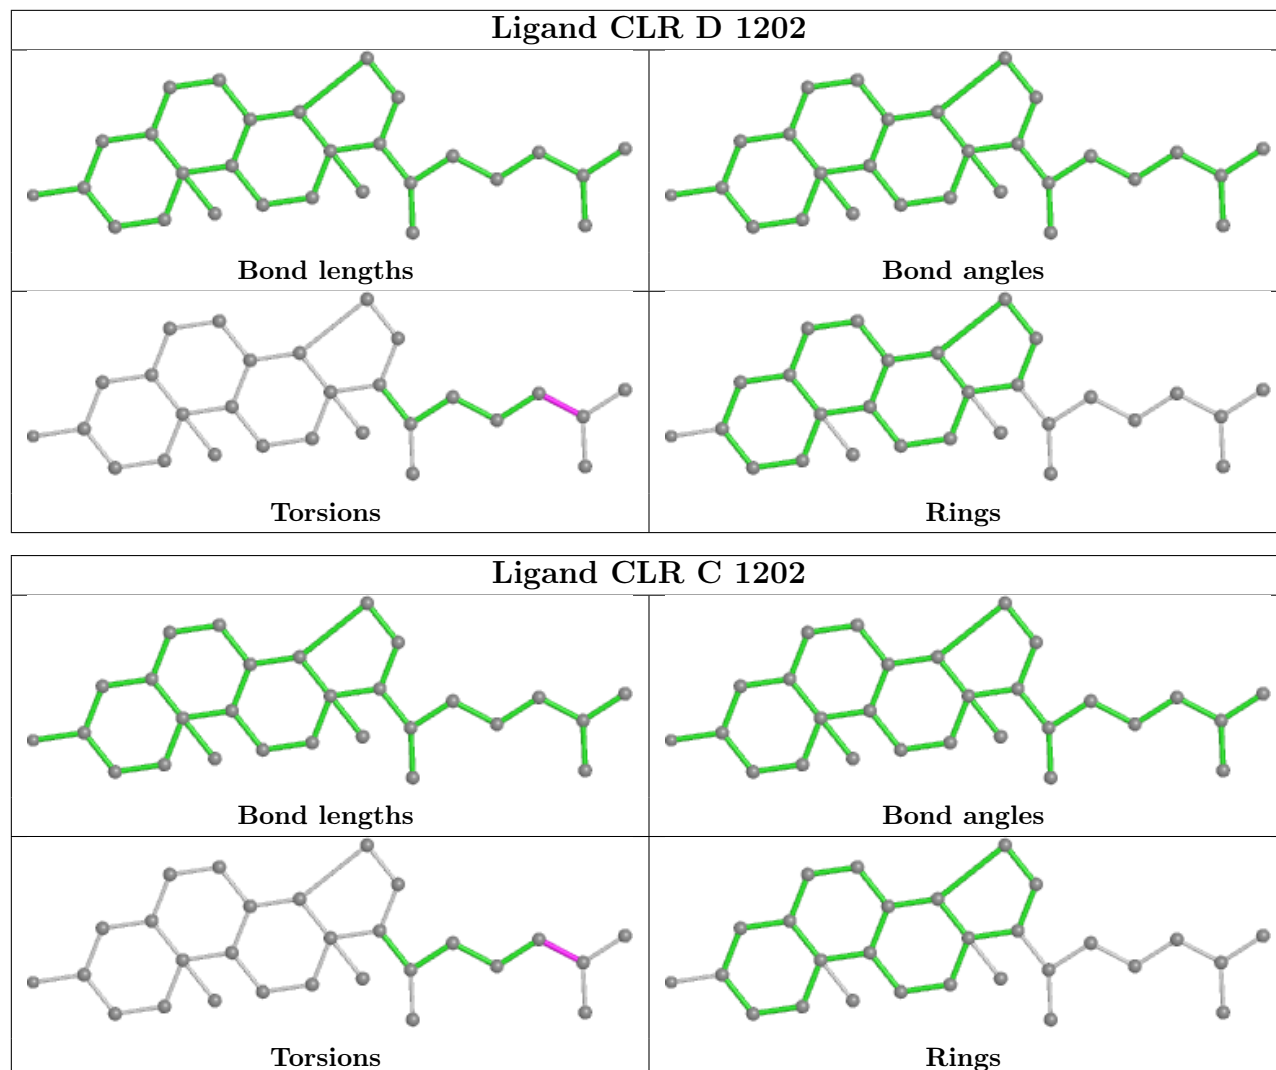 Ligand CLR D 1202
Bond lengths
Bond angles
Torsions
Rings
Ligand CLR C 1202
Bond lengths
Bond angles
Torsions
Rings